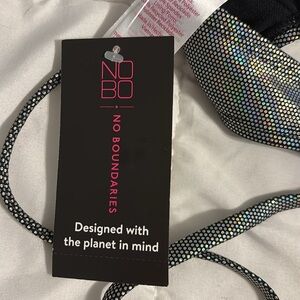 NO
BO
NO BOUNDARIES
Designed with
the planet in mind